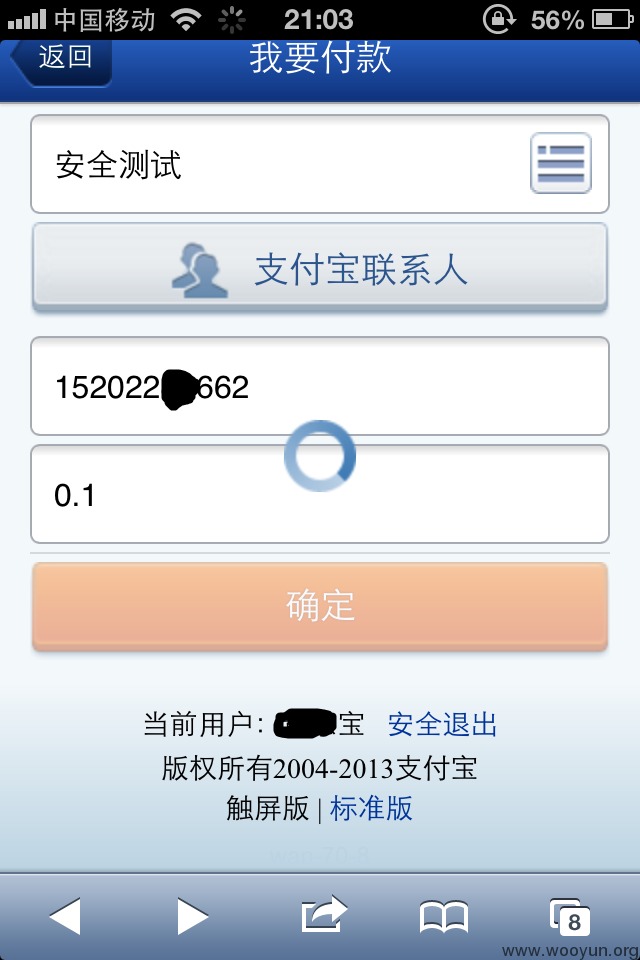 中国移动 21:03 56%
返回 我要付款
安全测试
支付宝联系人
152022 662
0.1
确定
当前用户: 宝 安全退出
版权所有2004-2013支付宝
触屏版 | 标准版
8
www.wooyun.org